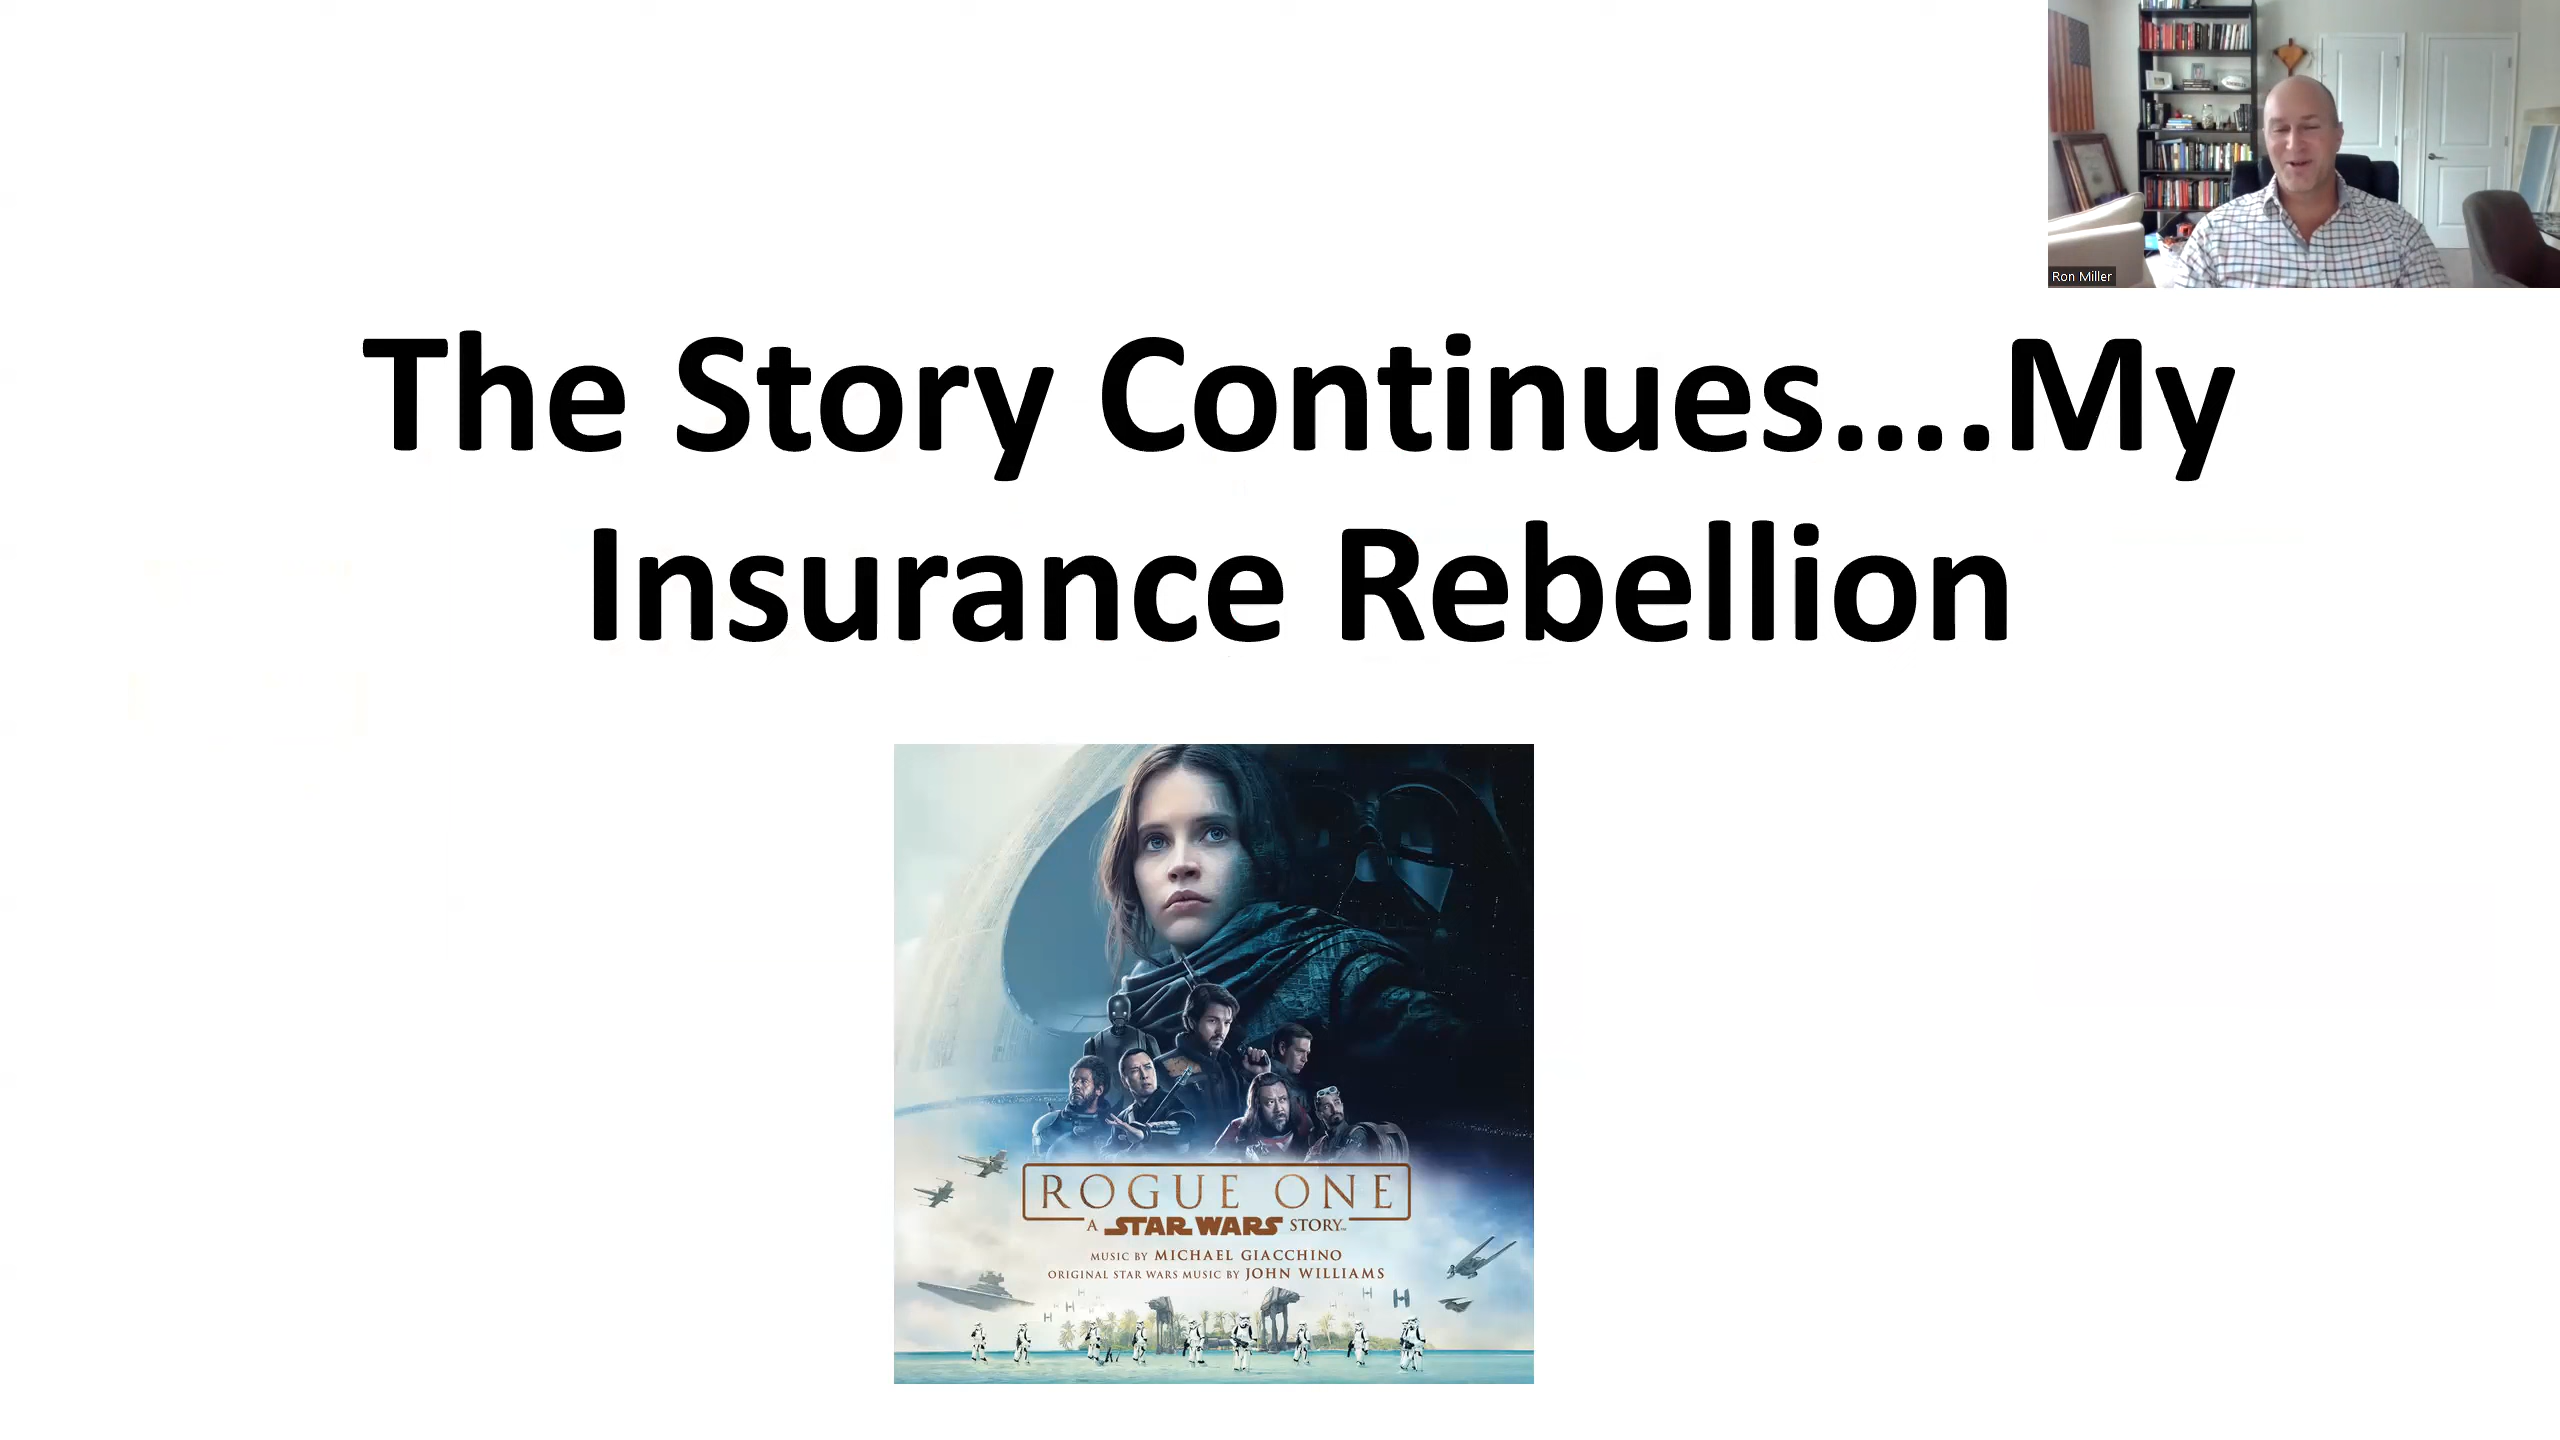 Ron Miller
The Story Continues....My
Insurance Rebellion
ROGUE ONE
A STAR WARS STORY™
MUSIC BY MICHAEL GIACCHINO
ORIGINAL STAR WARS MUSIC BY JOHN WILLIAMS